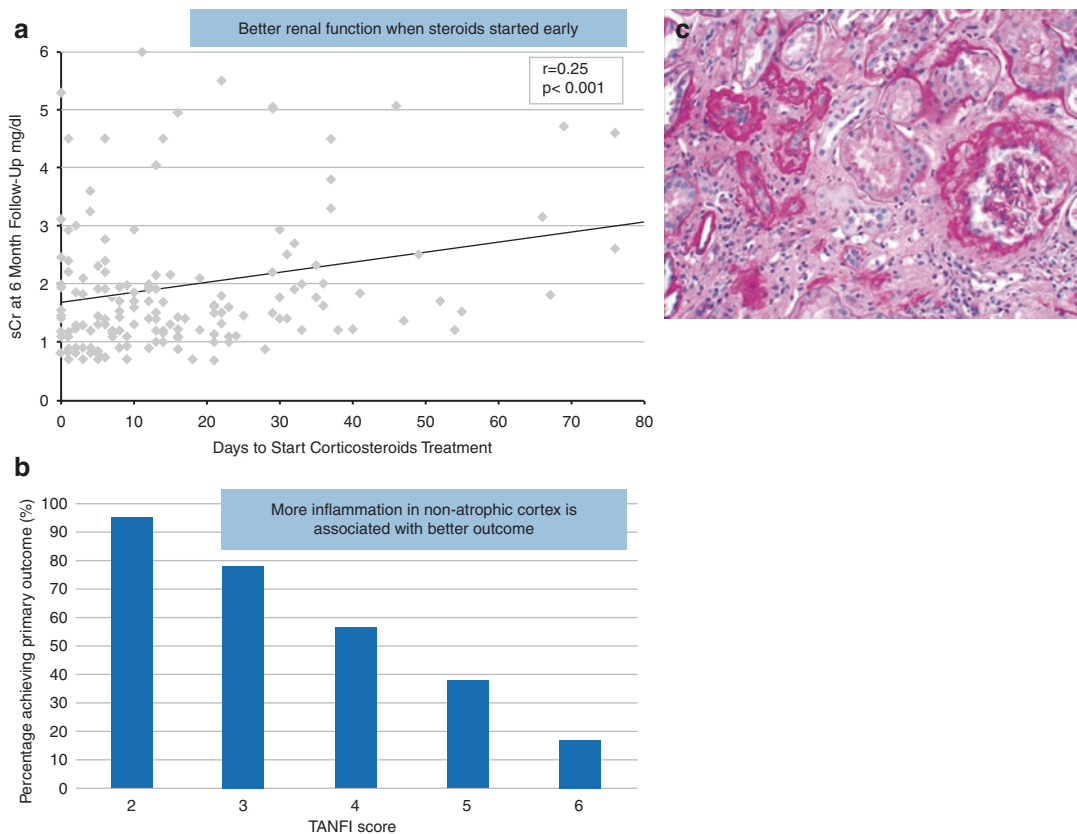 a
Better renal function when steroids started early
r=0.25
p< 0.001
sCr at 6 Month Follow-Up mg/dl
6
5
4
3
2
1
0
0 10 20 30 40 50 60 70 80
Days to Start Corticosteroids Treatment
b
More inflammation in non-atrophic cortex is
associated with better outcome
Percentage achieving primary outcome (%)
100
90
80
70
60
50
40
30
20
10
0
2 3 4 5 6
TANFI score
c